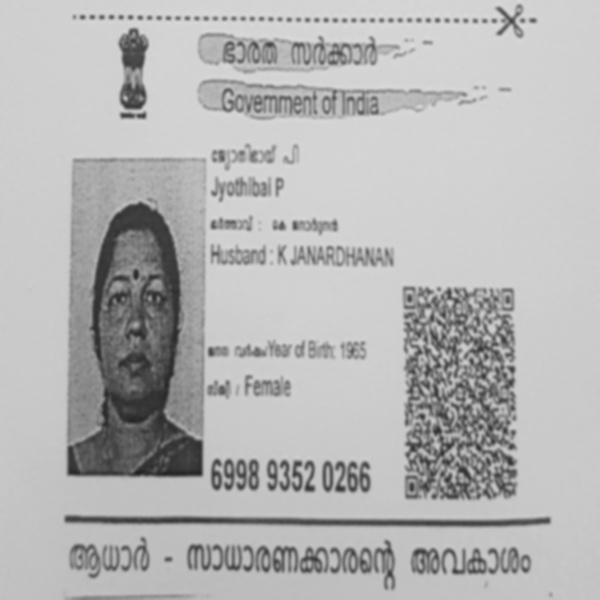 ഭാരത സർക്കാർ
Government of India
ജ്യോതിബായ് പി
Jyothibai P
ഭർത്താവ് : കെ ജനാർദ്ദനൻ
Husband : K JANARDHANAN
ജനന വർഷം/Year of Birth: 1965
സ്ത്രീ / Female
6998 9352 0266
ആധാർ - സാധാരണക്കാരന്റെ അവകാശം